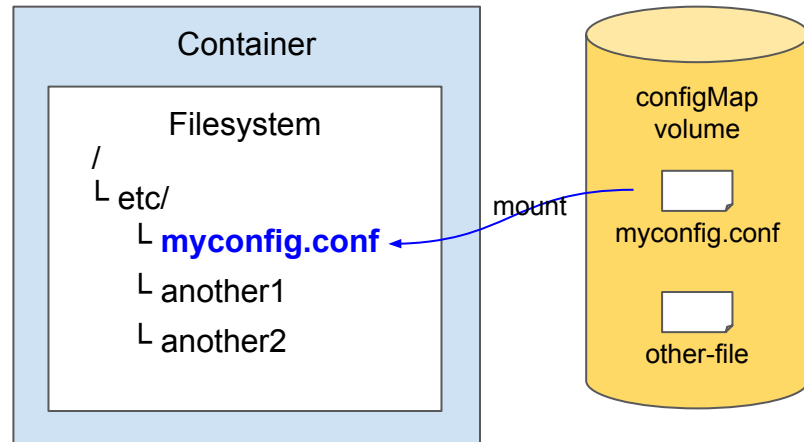 Container
Filesystem
/
└ etc/
└ myconfig.conf
└ another1
└ another2
mount
configMap
volume
myconfig.conf
other-file